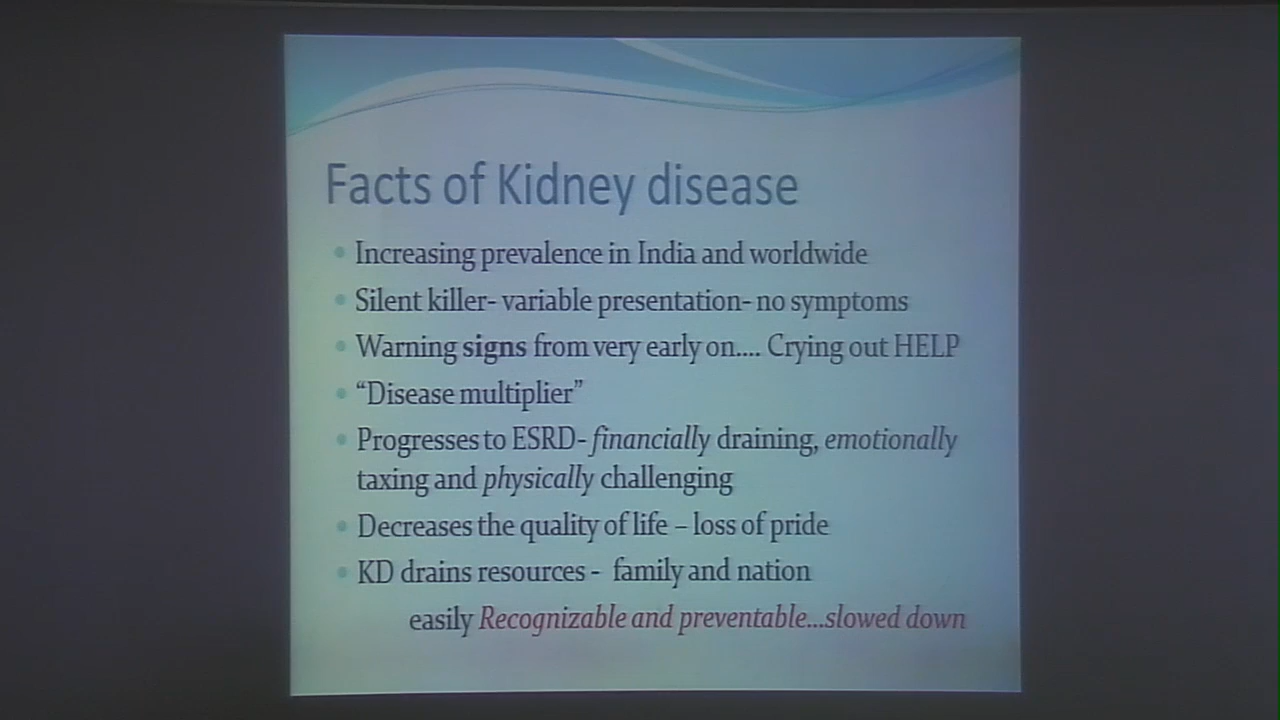 Facts of Kidney disease
• Increasing prevalence in India and worldwide
• Silent killer- variable presentation- no symptoms
• Warning signs from very early on.... Crying out HELP
• “Disease multiplier”
• Progresses to ESRD- financially draining, emotionally
taxing and physically challenging
• Decreases the quality of life – loss of pride
• KD drains resources - family and nation
easily Recognizable and preventable...slowed down